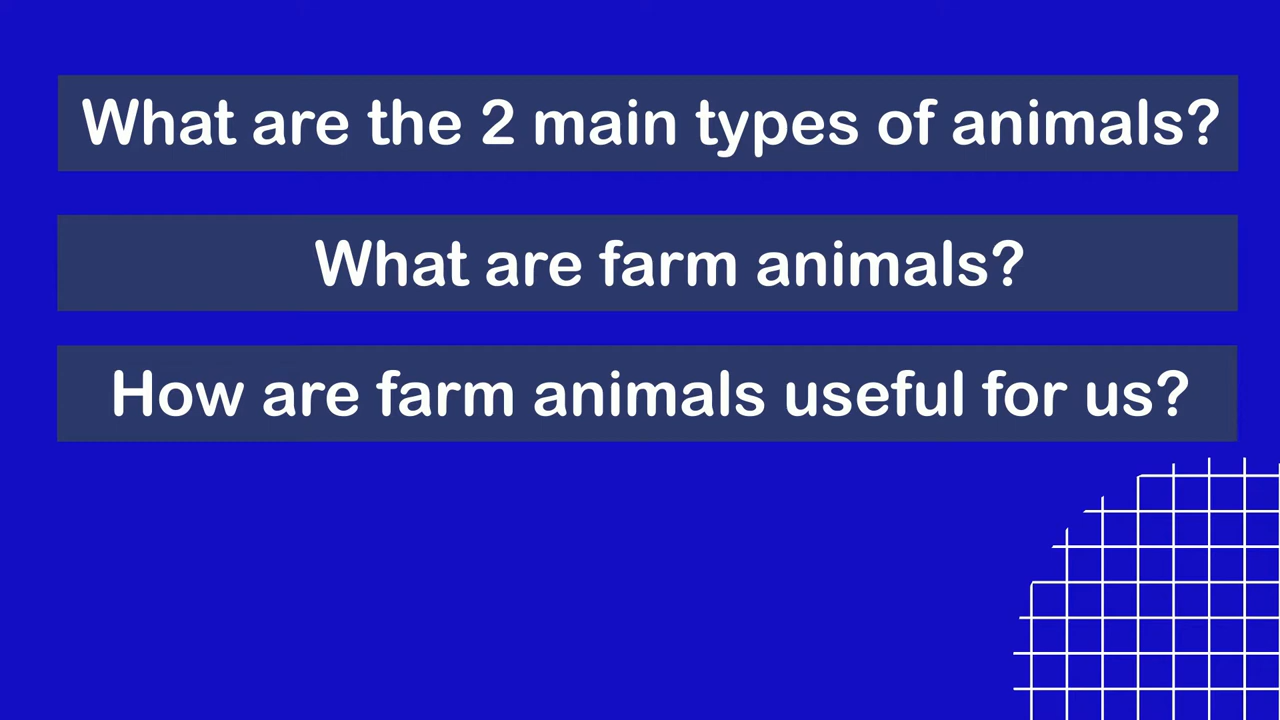 What are the 2 main types of animals?
What are farm animals?
How are farm animals useful for us?